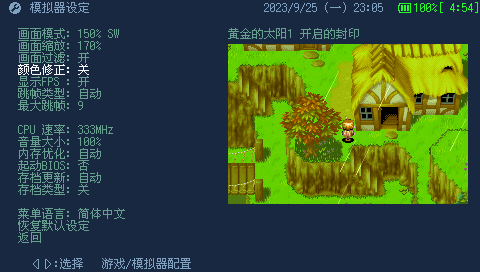 模拟器设定 2023/9/25 (一) 23:05 100%[ 4:54]
黄金的太阳1 开启的封印
画面模式: 150% SW
画面缩放: 170%
画面过滤: 开
颜色修正: 关
显示FPS : 开
跳帧类型: 自动
最大跳帧: 9
CPU 速率: 333MHz
音量大小: 100%
内存优化: 自动
起动BIOS: 否
存档更新: 自动
存档类型: 关
菜单语言: 简体中文
恢复默认设定
返回
◁ ▷:选择 游戏/模拟器配置